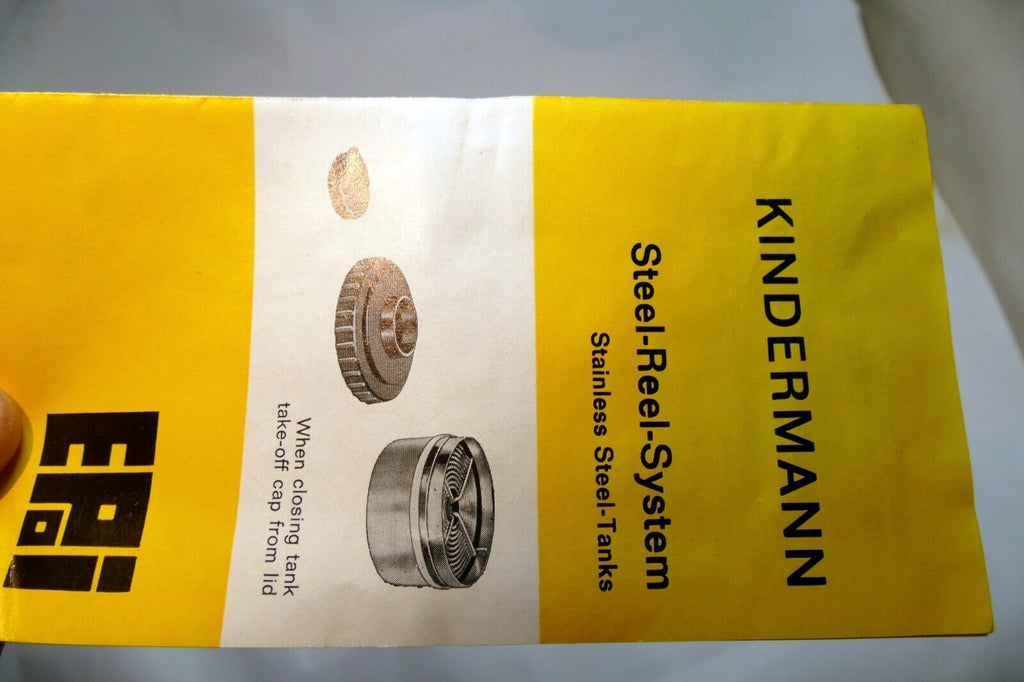 KINDERMANN
Steel-Reel-System
Stainless Steel-Tanks
When closing tank
take-off cap from lid